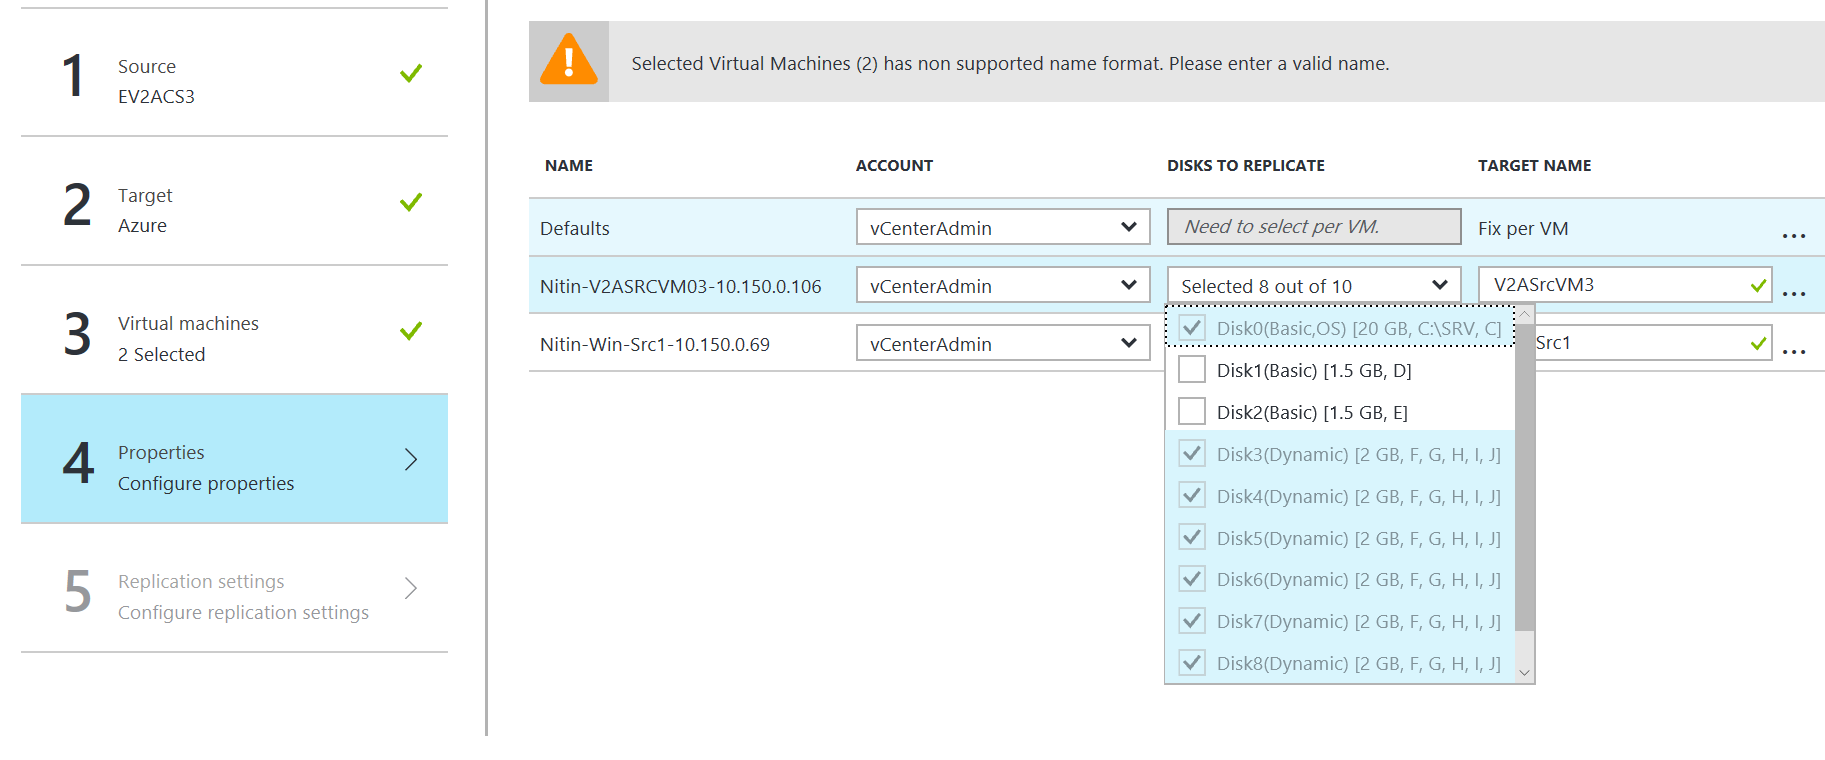 1
Source
EV2ACS3
2
Target
Azure
3
Virtual machines
2 Selected
4
Properties
Configure properties
5
Replication settings
Configure replication settings
Selected Virtual Machines (2) has non supported name format. Please enter a valid name.
NAME ACCOUNT DISKS TO REPLICATE TARGET NAME
Defaults vCenterAdmin Need to select per VM. Fix per VM ...
Nitin-V2ASRCVM03-10.150.0.106 vCenterAdmin Selected 8 out of 10 V2ASrcVM3 ...
Nitin-Win-Src1-10.150.0.69 vCenterAdmin Src1 ...
Disk0(Basic,OS) [20 GB, C:\SRV, C]
Disk1(Basic) [1.5 GB, D]
Disk2(Basic) [1.5 GB, E]
Disk3(Dynamic) [2 GB, F, G, H, I, J]
Disk4(Dynamic) [2 GB, F, G, H, I, J]
Disk5(Dynamic) [2 GB, F, G, H, I, J]
Disk6(Dynamic) [2 GB, F, G, H, I, J]
Disk7(Dynamic) [2 GB, F, G, H, I, J]
Disk8(Dynamic) [2 GB, F, G, H, I, J]